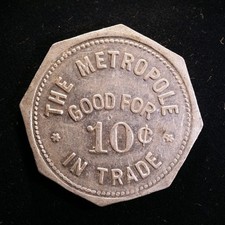 THE METROPOLE
GOOD FOR
10¢
IN TRADE